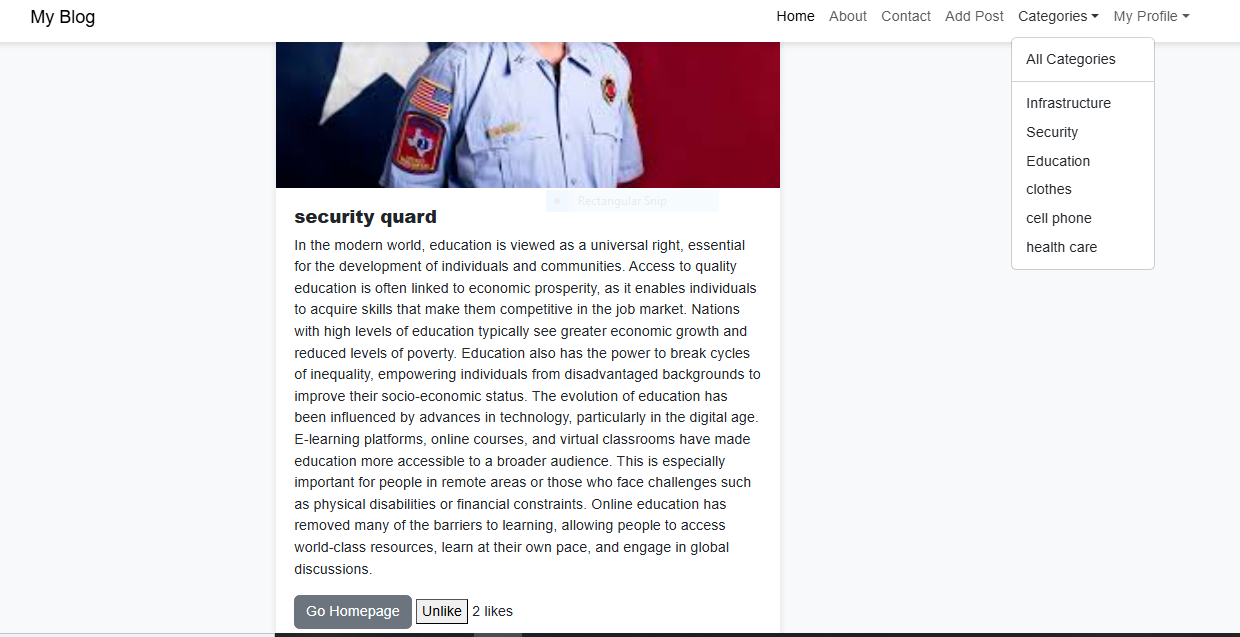 My Blog
Home About Contact Add Post Categories My Profile
All Categories
Infrastructure
Security
Education
clothes
cell phone
health care
Rectangular Snip
security quard
In the modern world, education is viewed as a universal right, essential
for the development of individuals and communities. Access to quality
education is often linked to economic prosperity, as it enables individuals
to acquire skills that make them competitive in the job market. Nations
with high levels of education typically see greater economic growth and
reduced levels of poverty. Education also has the power to break cycles
of inequality, empowering individuals from disadvantaged backgrounds to
improve their socio-economic status. The evolution of education has
been influenced by advances in technology, particularly in the digital age.
E-learning platforms, online courses, and virtual classrooms have made
education more accessible to a broader audience. This is especially
important for people in remote areas or those who face challenges such
as physical disabilities or financial constraints. Online education has
removed many of the barriers to learning, allowing people to access
world-class resources, learn at their own pace, and engage in global
discussions.
Go Homepage Unlike 2 likes